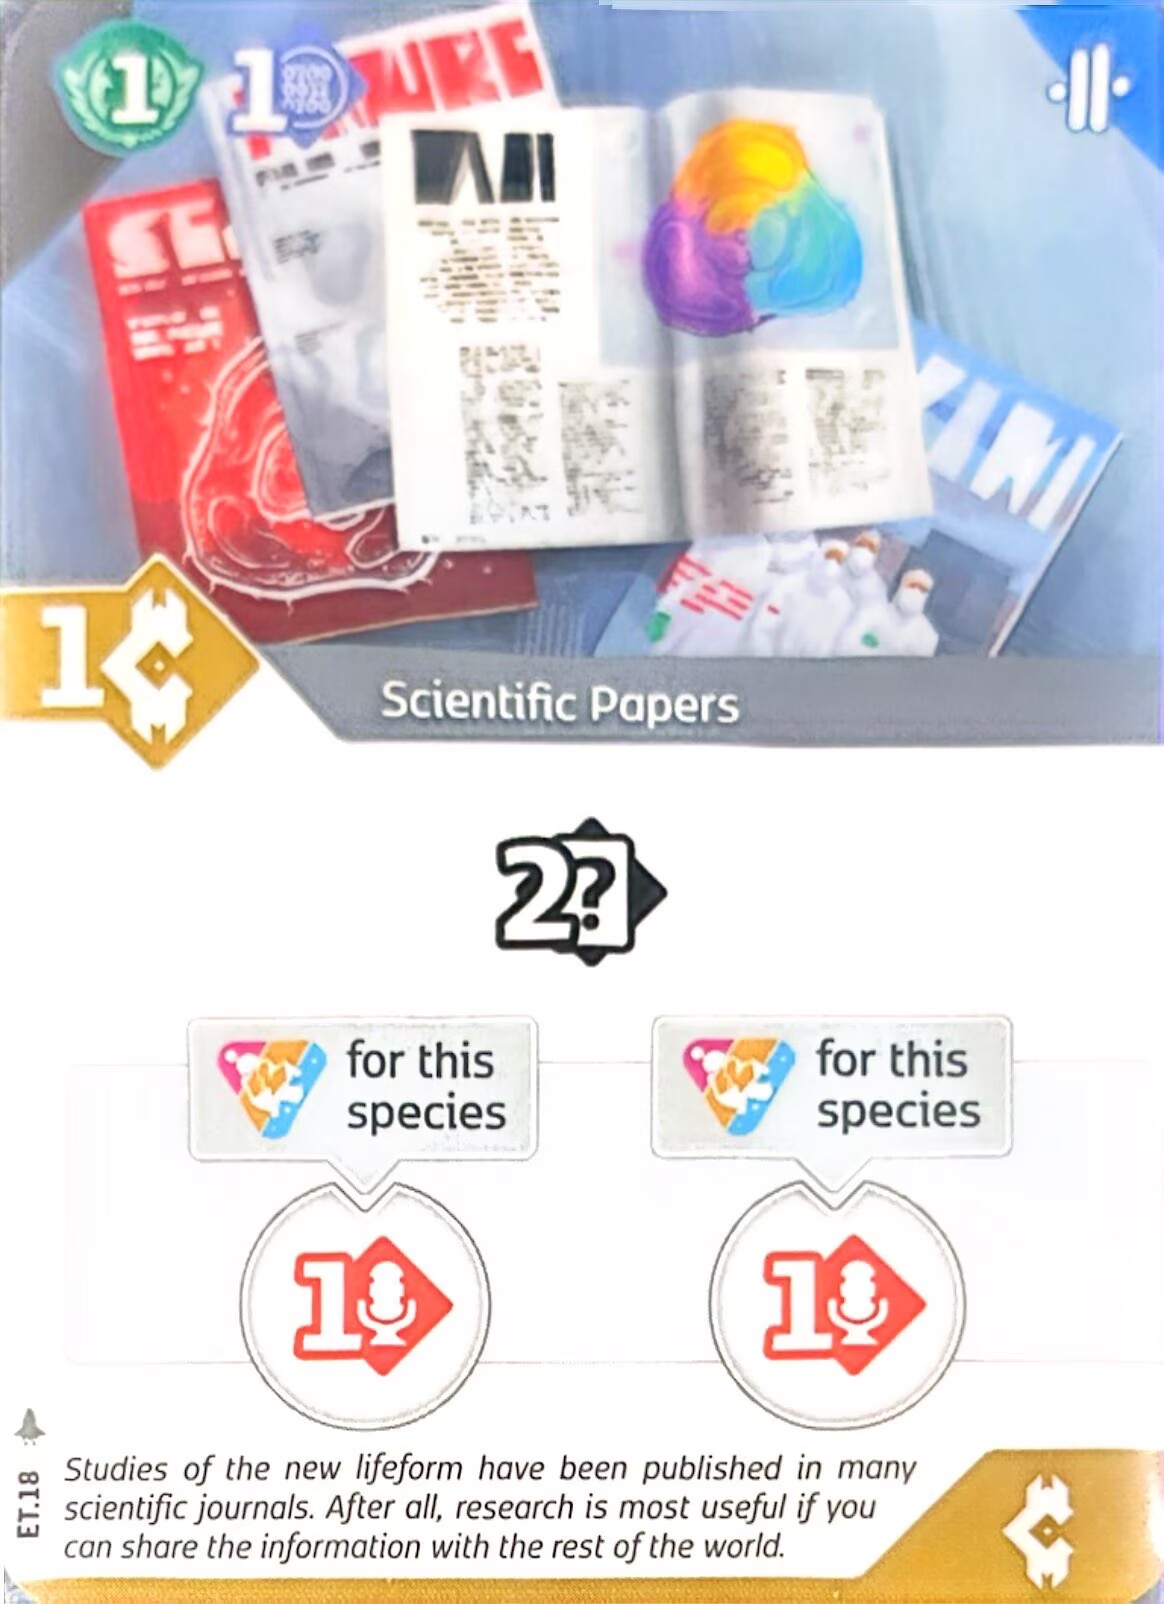 1
1
1
Scientific Papers
2?
for this
species
for this
species
1
1
Studies of the new lifeform have been published in many
scientific journals. After all, research is most useful if you
can share the information with the rest of the world.
ET.18